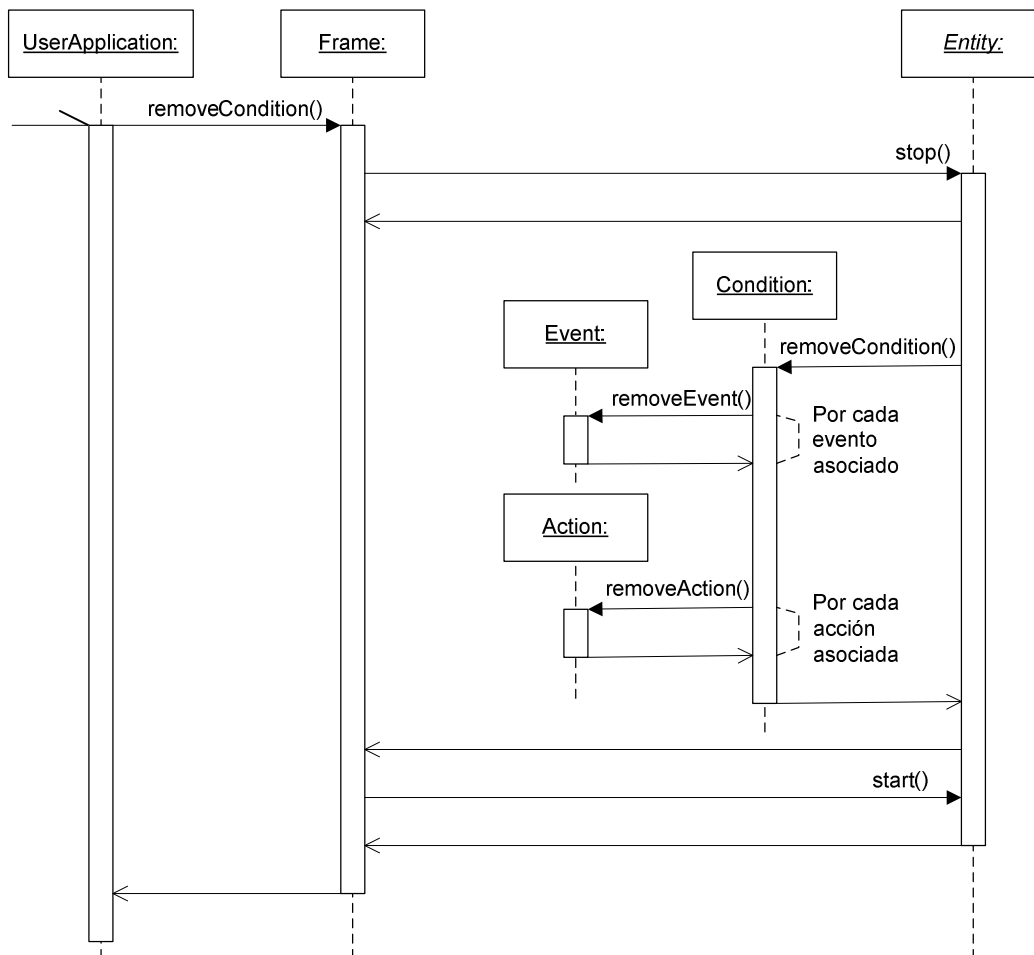 UserApplication:
Frame:
Entity:
removeCondition()
stop()
Condition:
Event:
removeCondition()
removeEvent()
Por cada
evento
asociado
Action:
removeAction()
Por cada
acción
asociada
start()